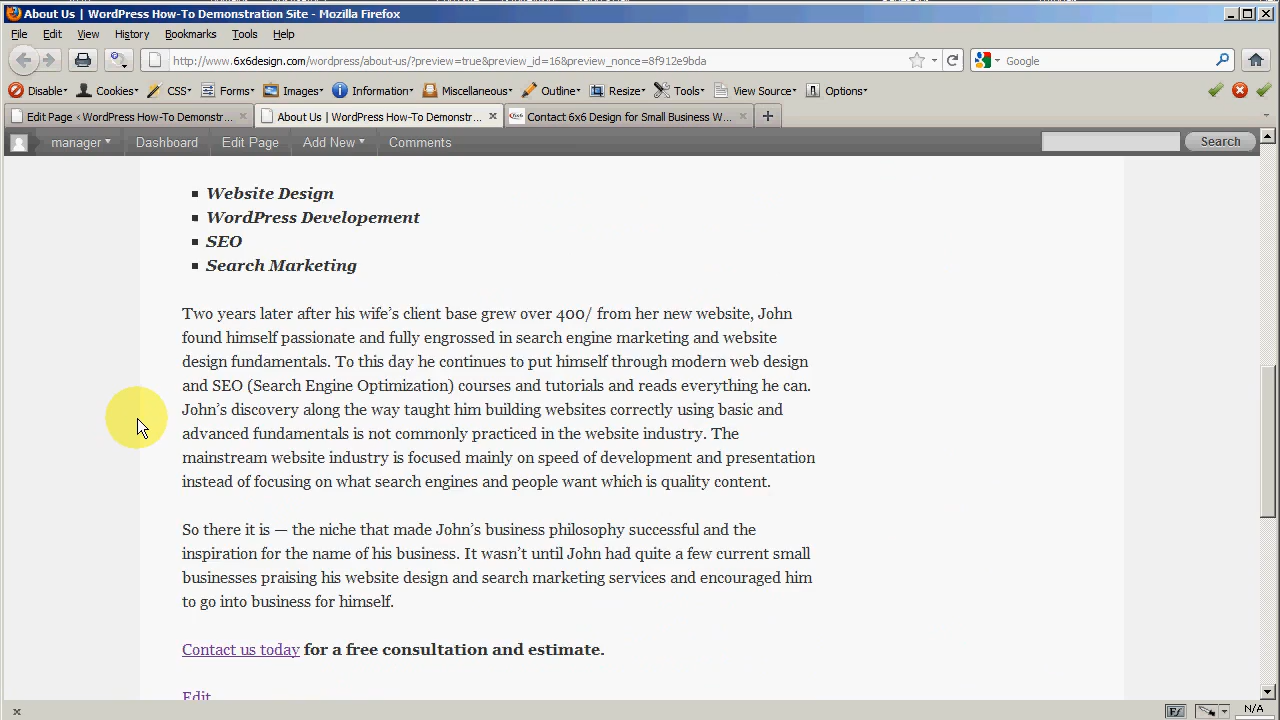 About Us | WordPress How-To Demonstration Site - Mozilla Firefox
File Edit View History Bookmarks Tools Help
http://www.6x6design.com/wordpress/about-us/?preview=true&preview_id=16&preview_nonce=8f912e9bda Google
Disable▾ Cookies▾ CSS▾ Forms▾ Images▾ Information▾ Miscellaneous▾ Outline▾ Resize▾ Tools▾ View Source▾ Options▾
Edit Page < WordPress How-To Demonstr... About Us | WordPress How-To Demonstr... 6x6 Contact 6x6 Design for Small Business W...
manager Dashboard Edit Page Add New Comments Search
Website Design
WordPress Developement
SEO
Search Marketing
Two years later after his wife's client base grew over 400/ from her new website, John
found himself passionate and fully engrossed in search engine marketing and website
design fundamentals. To this day he continues to put himself through modern web design
and SEO (Search Engine Optimization) courses and tutorials and reads everything he can.
John's discovery along the way taught him building websites correctly using basic and
advanced fundamentals is not commonly practiced in the website industry. The
mainstream website industry is focused mainly on speed of development and presentation
instead of focusing on what search engines and people want which is quality content.
So there it is — the niche that made John's business philosophy successful and the
inspiration for the name of his business. It wasn't until John had quite a few current small
businesses praising his website design and search marketing services and encouraged him
to go into business for himself.
Contact us today for a free consultation and estimate.
Edit
x N/A